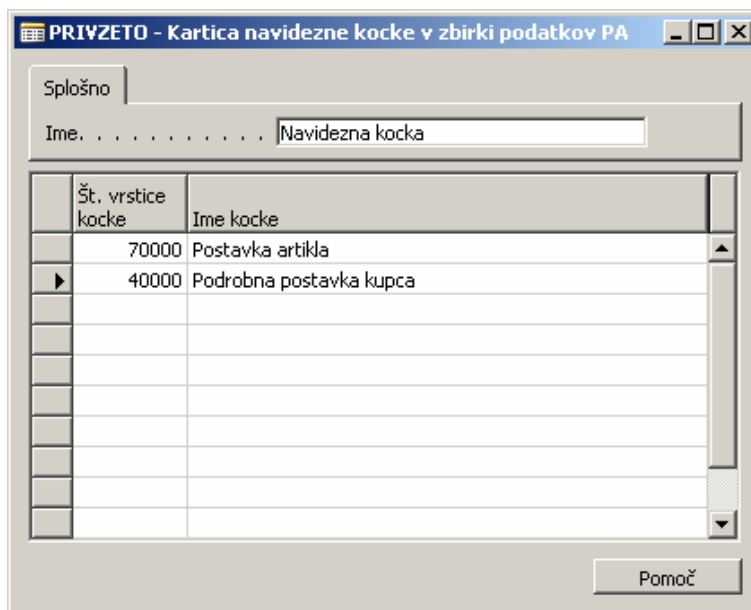 PRIVZETO - Kartica navidezne kocke v zbirki podatkov PA
Splošno
Ime. . . . . . . . . . . Navidezna kocka
Št. vrstice
kocke Ime kocke
70000 Postavka artikla
40000 Podrobna postavka kupca
Pomoč